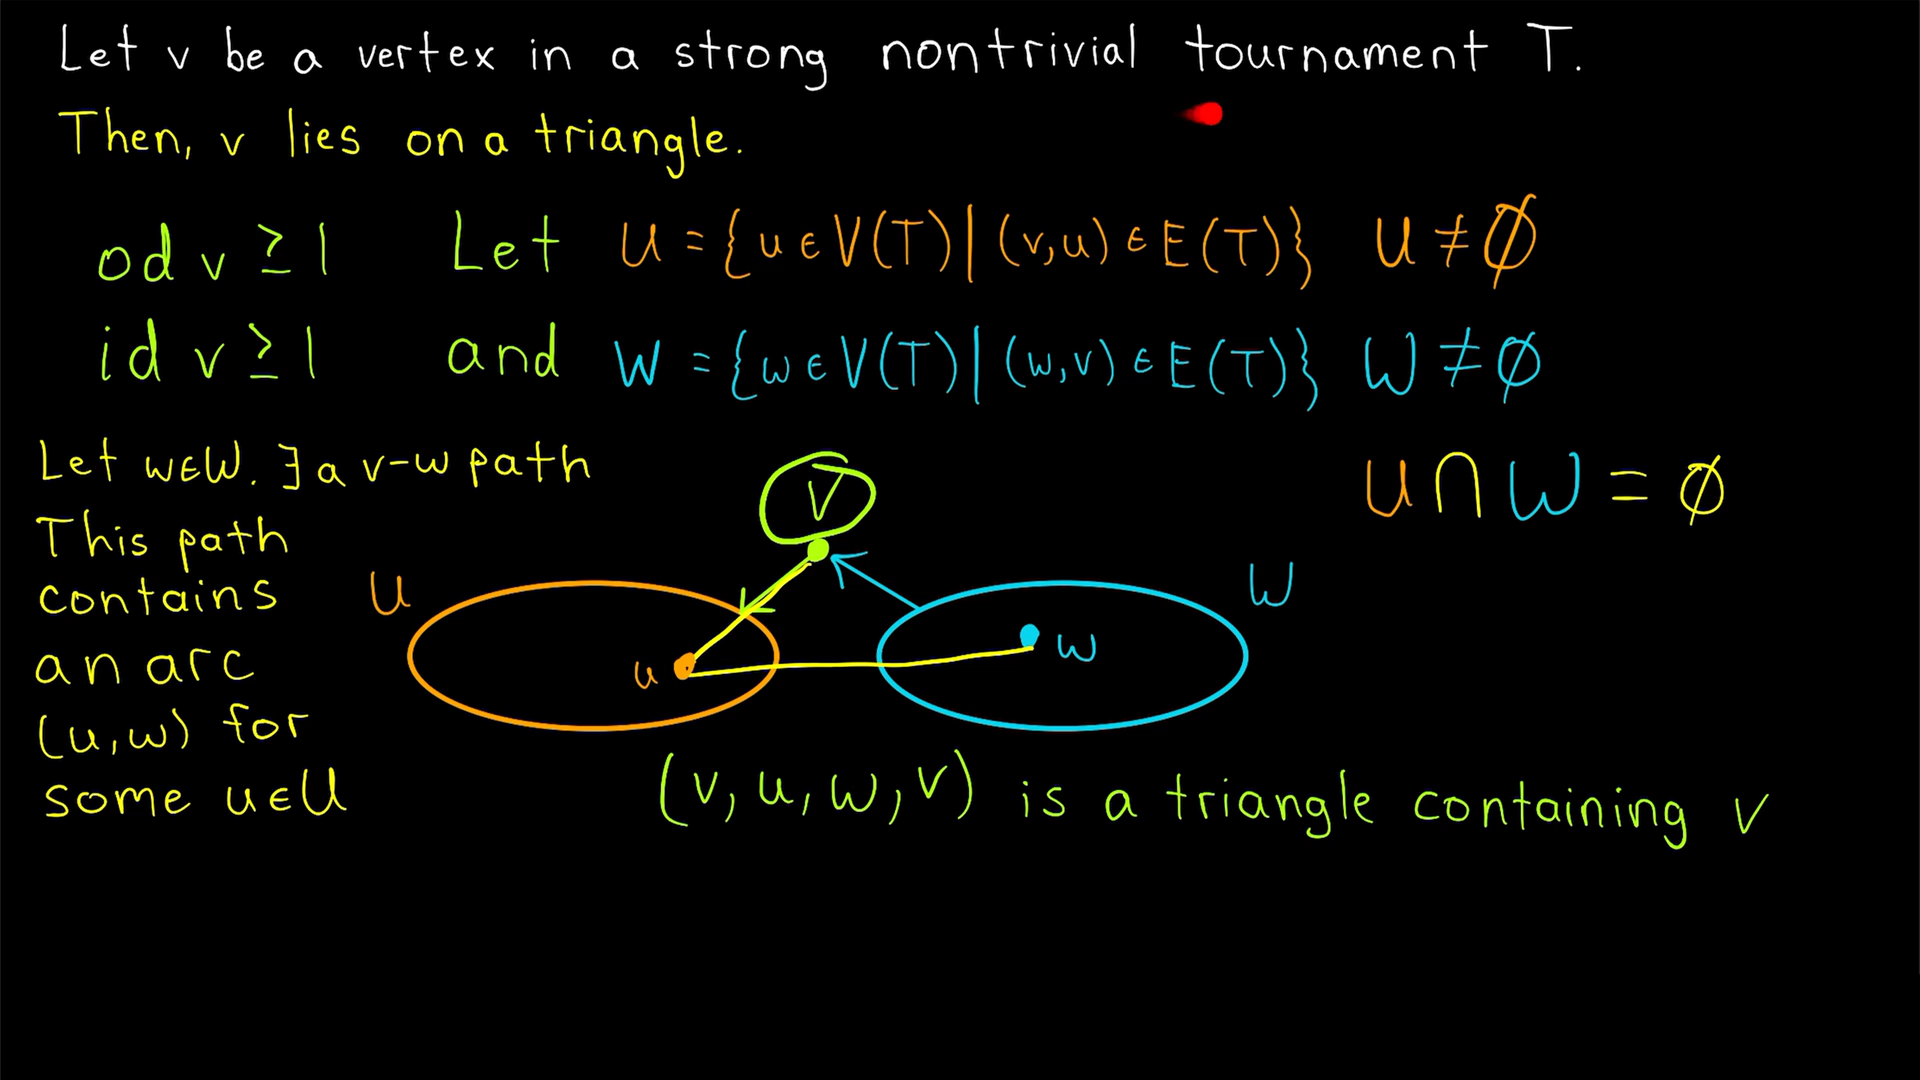 Let v be a vertex in a strong nontrivial tournament T.
Then, v lies on a triangle.
od v ≥ 1 Let U = {u ∈ V(T) | (v,u) ∈ E(T)} U ≠ ∅
id v ≥ 1 and W = {w ∈ V(T) | (w,v) ∈ E(T)} W ≠ ∅
U ∩ W = ∅
Let w∈W. ∃ a v-w path
This path
contains
an arc
(u,w) for
some u∈U
V
U
W
u
w
(v, u, w, v) is a triangle containing v